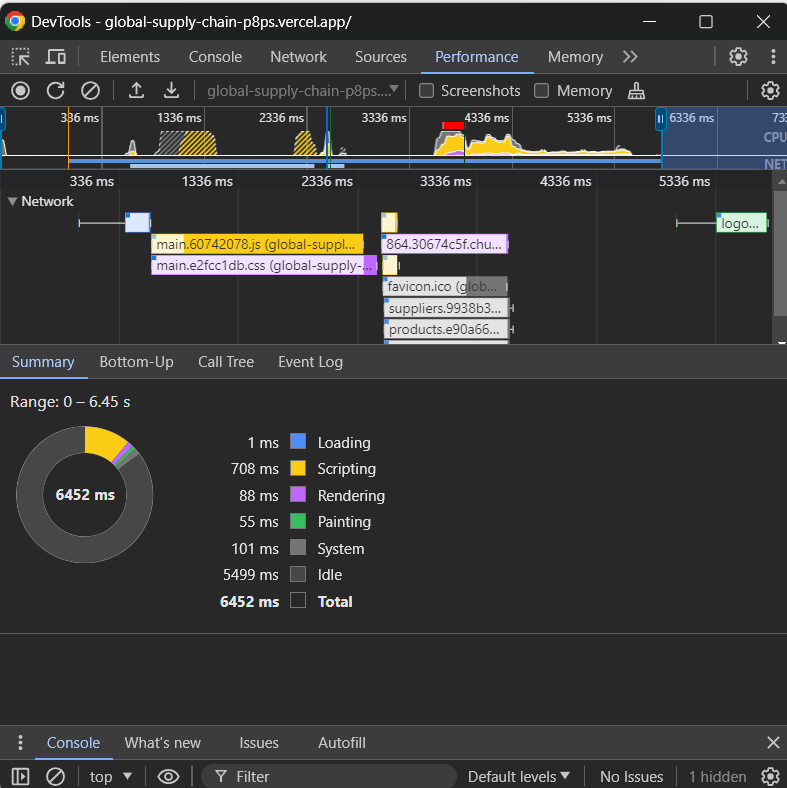 DevTools - global-supply-chain-p8ps.vercel.app/
Elements Console Network Sources Performance Memory
global-supply-chain-p8ps.... Screenshots Memory
336 ms 1336 ms 2336 ms 3336 ms 4336 ms 5336 ms 6336 ms 733
CPU
NET
336 ms 1336 ms 2336 ms 3336 ms 4336 ms 5336 ms
Network
logo...
main.60742078.js (global-suppl... 864.30674c5f.chu...
main.e2fcc1db.css (global-supply-...
favicon.ico (glob...
suppliers.9938b3...
products.e90a66...
Summary Bottom-Up Call Tree Event Log
Range: 0 – 6.45 s
1 ms Loading
708 ms Scripting
88 ms Rendering
6452 ms
55 ms Painting
101 ms System
5499 ms Idle
6452 ms Total
Console What's new Issues Autofill
top Filter Default levels No Issues 1 hidden